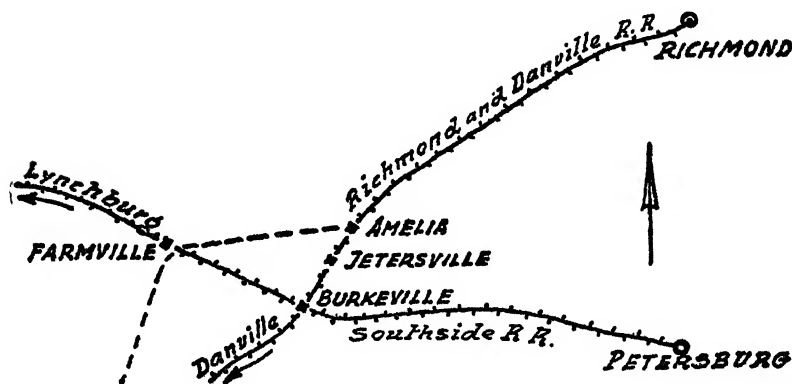 Richmond and Danville R.R.
RICHMOND
Lynchburg
AMELIA
FARMVILLE
JETERSVILLE
BURKEVILLE
Danville
Southside R R.
PETERSBURG